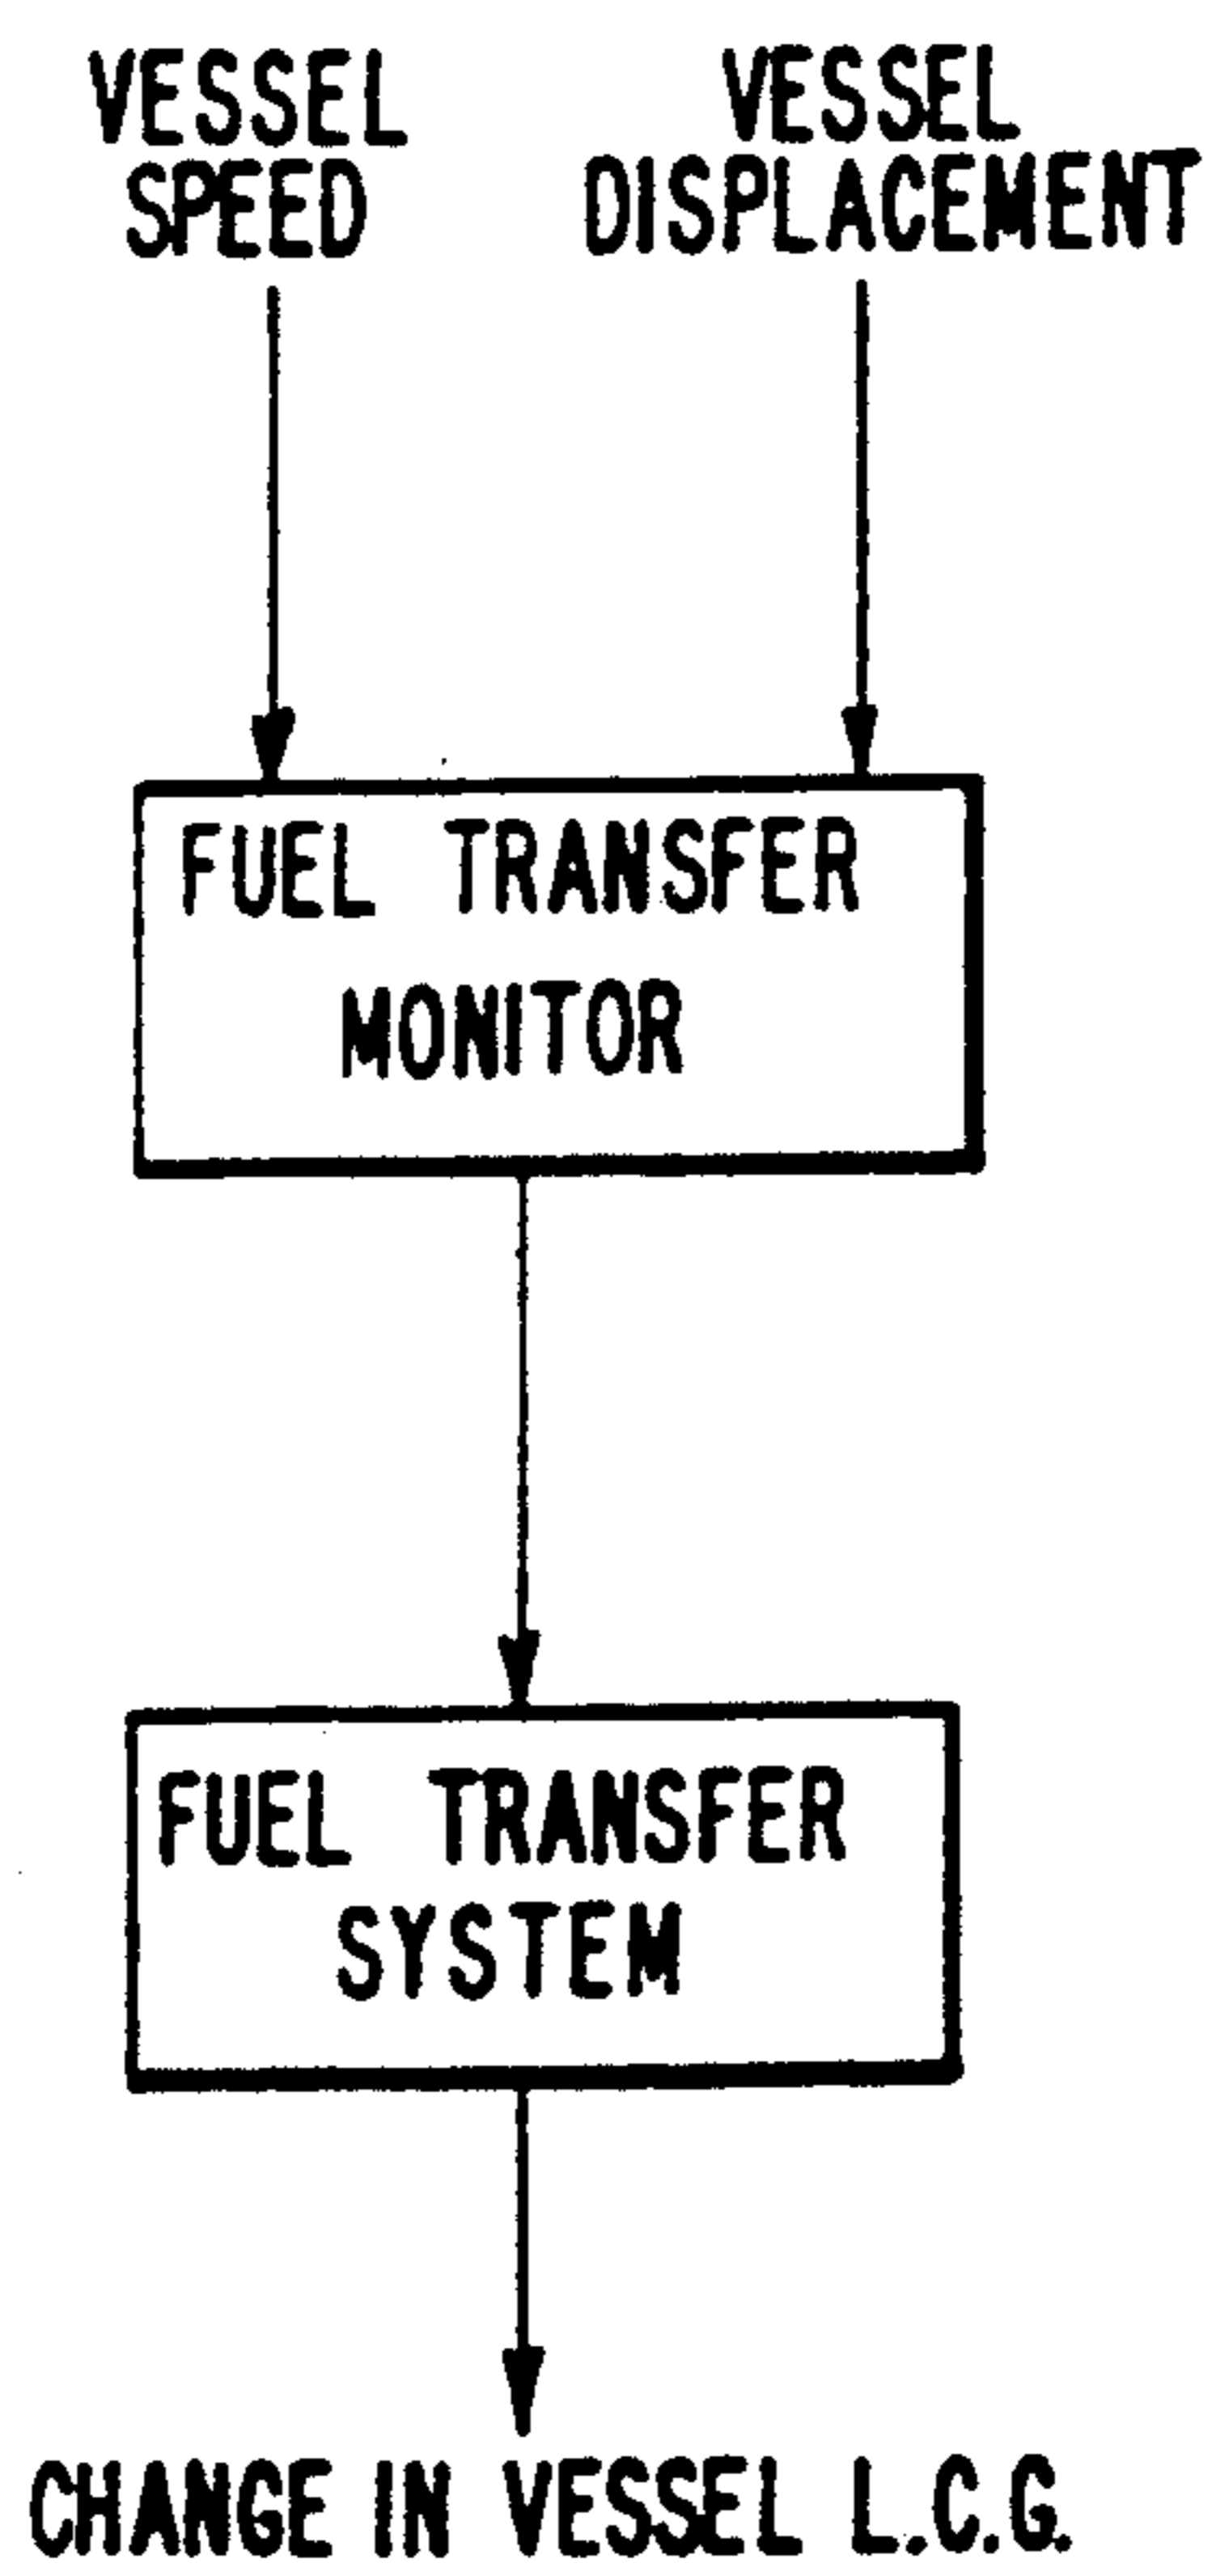 VESSEL
SPEED
VESSEL
DISPLACEMENT
FUEL TRANSFER
MONITOR
FUEL TRANSFER
SYSTEM
CHANGE IN VESSEL L.C.G.